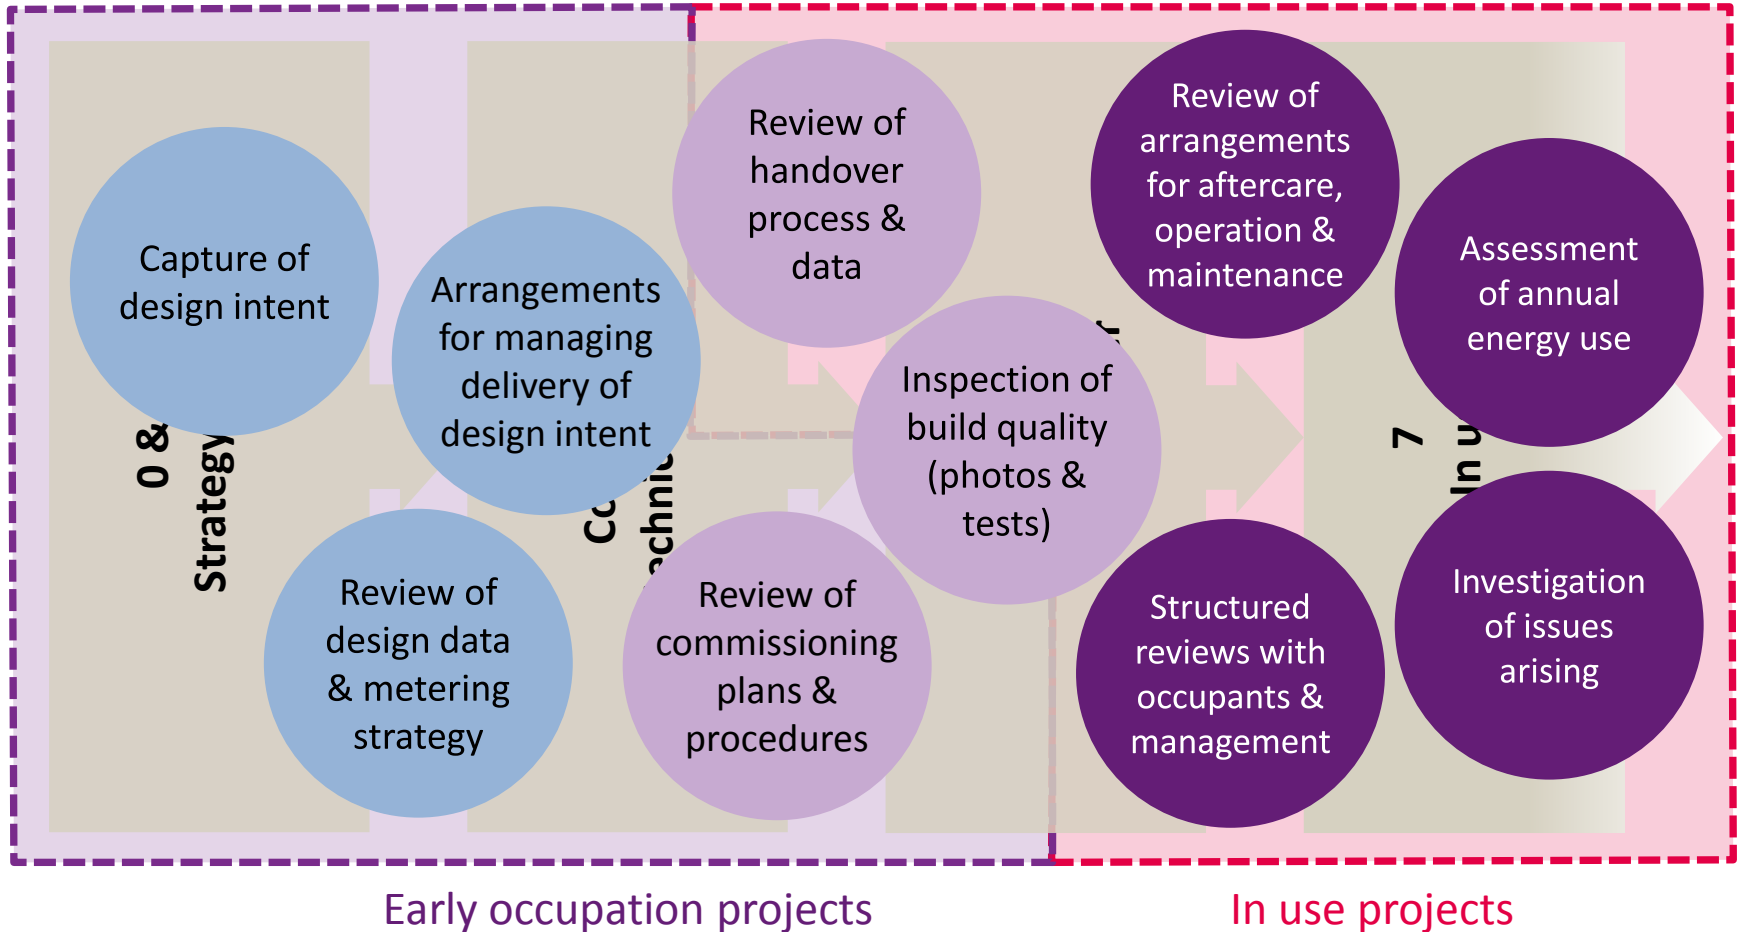 Capture of
design intent
Arrangements
for managing
delivery of
design intent
Review of
design data
& metering
strategy
Review of
handover
process &
data
Inspection of
build quality
(photos &
tests)
Review of
commissioning
plans &
procedures
Review of
arrangements
for aftercare,
operation &
maintenance
Assessment
of annual
energy use
Structured
reviews with
occupants &
management
Investigation
of issues
arising
0 &
Strategy
7
In u
Early occupation projects
In use projects